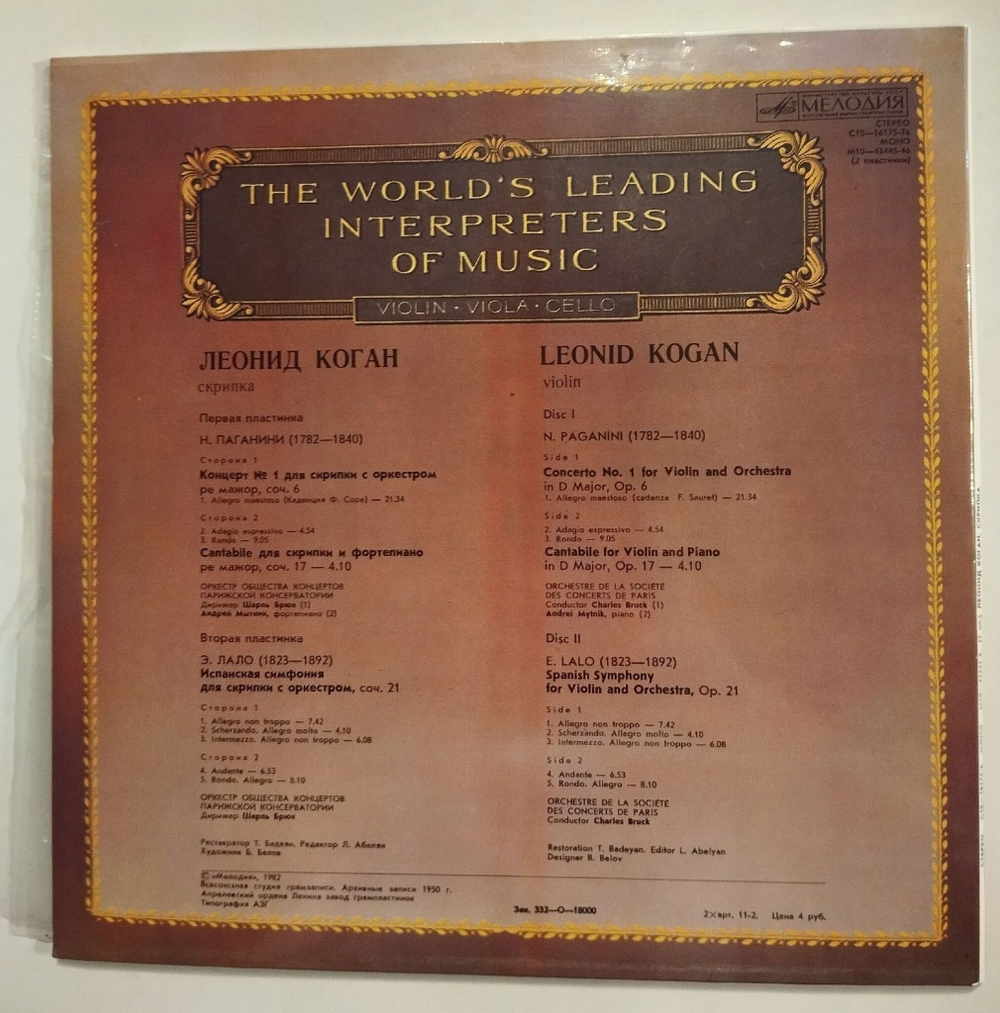 МИНИСТЕРСТВО КУЛЬТУРЫ СССР
МЕЛОДИЯ
СТЕРЕО
С10—16175-76
МОНО
М10—43445-46
(2 пластинки)
THE WORLD'S LEADING
INTERPRETERS
OF MUSIC
VIOLIN · VIOLA · CELLO
ЛЕОНИД КОГАН
скрипка
Первая пластинка
Н. ПАГАНИНИ (1782—1840)
Сторона 1
Концерт № 1 для скрипки с оркестром
ре мажор, соч. 6
1. Allegro maestoso (Каденция Ф. Соре) — 21.34
Сторона 2
2. Adagio espressivo — 4.54
3. Rondo — 9.05
Cantabile для скрипки и фортепиано
ре мажор, соч. 17 — 4.10
ОРКЕСТР ОБЩЕСТВА КОНЦЕРТОВ
ПАРИЖСКОЙ КОНСЕРВАТОРИИ
Дирижер Шарль Брюк (1)
Андрей Мытник, фортепиано (2)
Вторая пластинка
Э. ЛАЛО (1823—1892)
Испанская симфония
для скрипки с оркестром, соч. 21
Сторона 1
1. Allegro non troppo — 7.42
2. Scherzando. Allegro molto — 4.10
3. Intermezzo. Allegro non troppo — 6.08
Сторона 2
4. Andante — 6.53
5. Rondo. Allegro — 8.10
ОРКЕСТР ОБЩЕСТВА КОНЦЕРТОВ
ПАРИЖСКОЙ КОНСЕРВАТОРИИ
Дирижер Шарль Брюк
Реставратор Т. Бадеян. Редактор Л. Абелян
Художник Б. Белов
LEONID KOGAN
violin
Disc I
N. PAGANINI (1782—1840)
Side 1
Concerto No. 1 for Violin and Orchestra
in D Major, Op. 6
1. Allegro maestoso (cadenza F. Sauret) — 21.34
Side 2
2. Adagio espressivo — 4.54
3. Rondo — 9.05
Cantabile for Violin and Piano
in D Major, Op. 17 — 4.10
ORCHESTRE DE LA SOCIÉTÉ
DES CONCERTS DE PARIS
Conductor Charles Bruck (1)
Andrei Mytnik, piano (2)
Disc II
E. LALO (1823—1892)
Spanish Symphony
for Violin and Orchestra, Op. 21
Side 1
1. Allegro non troppo — 7.42
2. Scherzando. Allegro molto — 4.10
3. Intermezzo. Allegro non troppo — 6.08
Side 2
4. Andante — 6.53
5. Rondo. Allegro — 8.10
ORCHESTRE DE LA SOCIÉTÉ
DES CONCERTS DE PARIS
Conductor Charles Bruck
Restoration T. Badeyan. Editor L. Abelyan
Designer B. Belov
© «Мелодия», 1982
Всесоюзная студия грамзаписи. Архивные записи 1950 г.
Апрелевский ордена Ленина завод грампластинок
Типография АЗГ
Зак. 332—О—18000
2×арт. 11-2. Цена 4 руб.